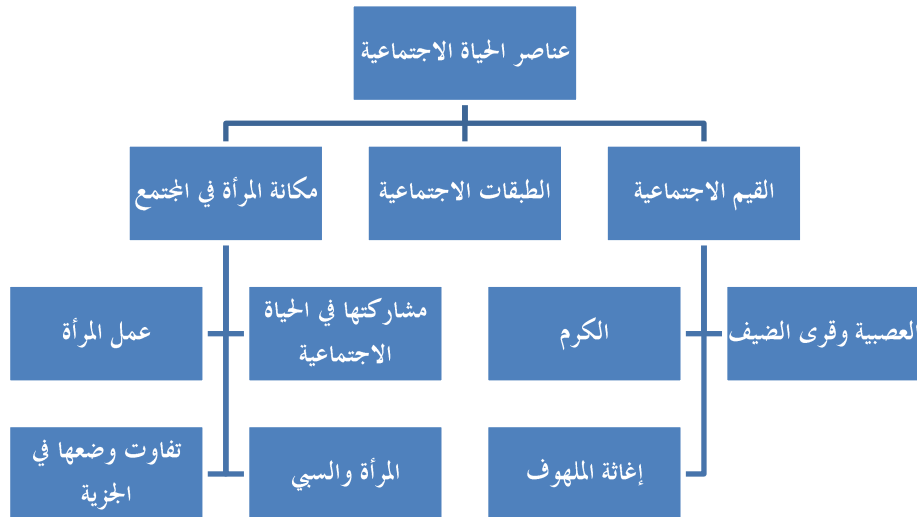 عناصر الحياة الاجتماعية
القيم الاجتماعية
الطبقات الاجتماعية
مكانة المرأة في المجتمع
العصبية وقرى الضيف
الكرم
إغاثة الملهوف
مشاركتها في الحياة
الاجتماعية
عمل المرأة
المرأة والسبي
تفاوت وضعها في
الجزية